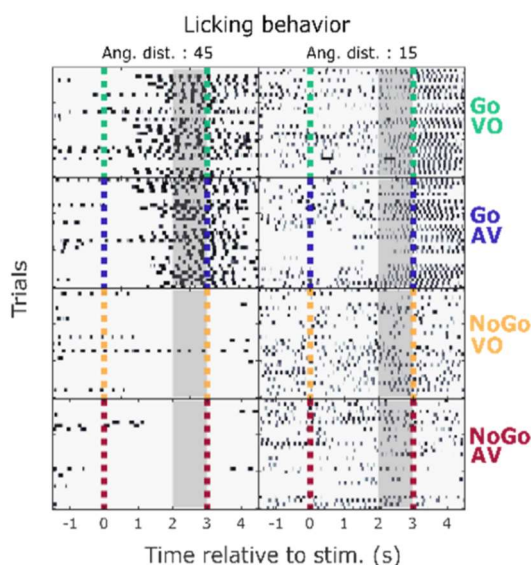 Licking behavior
Ang. dist. : 45 Ang. dist. : 15
Go
VO
Go
AV
Trials
NoGo
VO
NoGo
AV
-1 0 1 2 3 4 -1 0 1 2 3 4
Time relative to stim. (s)